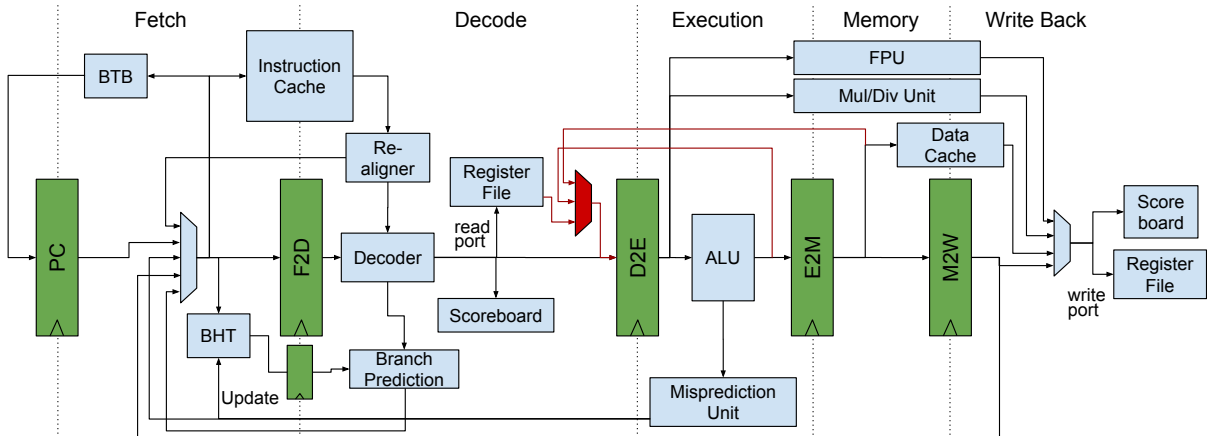 Fetch
Decode
Execution
Memory
Write Back
BTB
Instruction
Cache
FPU
Mul/Div Unit
Re-
aligner
Data
Cache
Register
File
read
port
PC
F2D
Decoder
D2E
ALU
E2M
M2W
Score
board
Register
File
write
port
Scoreboard
BHT
Branch
Prediction
Update
Misprediction
Unit